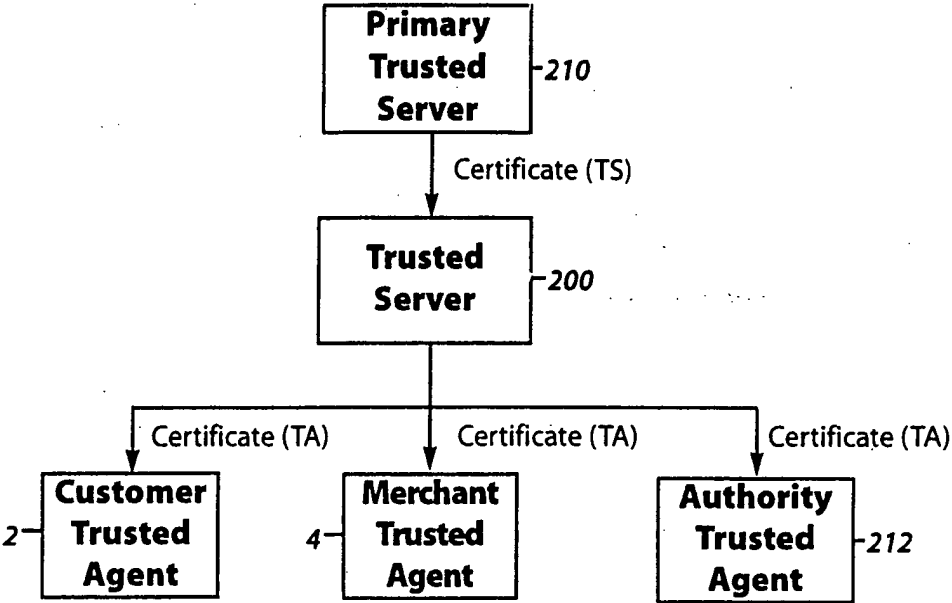 Primary
Trusted
Server
210
Certificate (TS)
Trusted
Server
200
Certificate (TA)
Certificate (TA)
Certificate (TA)
Customer
Trusted
Agent
2
Merchant
Trusted
Agent
4
Authority
Trusted
Agent
212